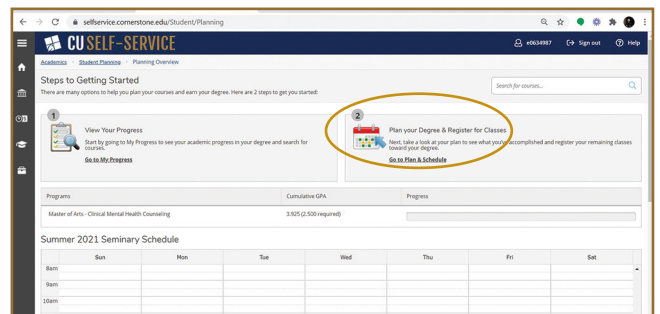 selfservice.cornerstone.edu/Student/Planning
CU SELF-SERVICE
e0634987 Sign out Help
Academics · Student Planning · Planning Overview
Steps to Getting Started
There are many options to help you plan your courses and earn your degree. Here are 2 steps to get you started:
Search for courses...
1
View Your Progress
Start by going to My Progress to see your academic progress in your degree and search for
courses.
Go to My Progress
2
Plan your Degree & Register for Classes
Next, take a look at your plan to see what you've accomplished and register your remaining classes
toward your degree.
Go to Plan & Schedule
Programs Cumulative GPA Progress
Master of Arts - Clinical Mental Health Counseling 3.925 (2.500 required)
Summer 2021 Seminary Schedule
Sun Mon Tue Wed Thu Fri Sat
8am
9am
10am